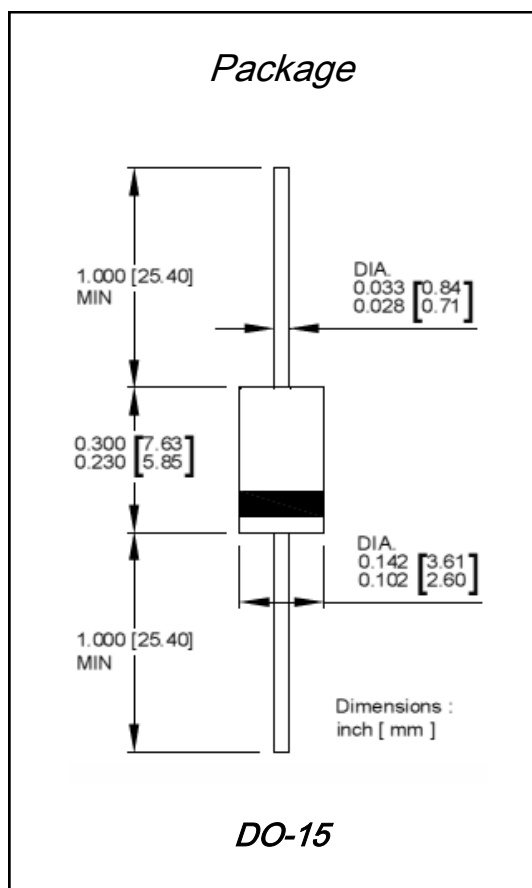 Package
1.000 [25.40]
MIN
DIA.
0.033 [0.84]
0.028 [0.71]
0.300 [7.63]
0.230 [5.85]
DIA.
0.142 [3.61]
0.102 [2.60]
1.000 [25.40]
MIN
Dimensions :
inch [ mm ]
DO-15